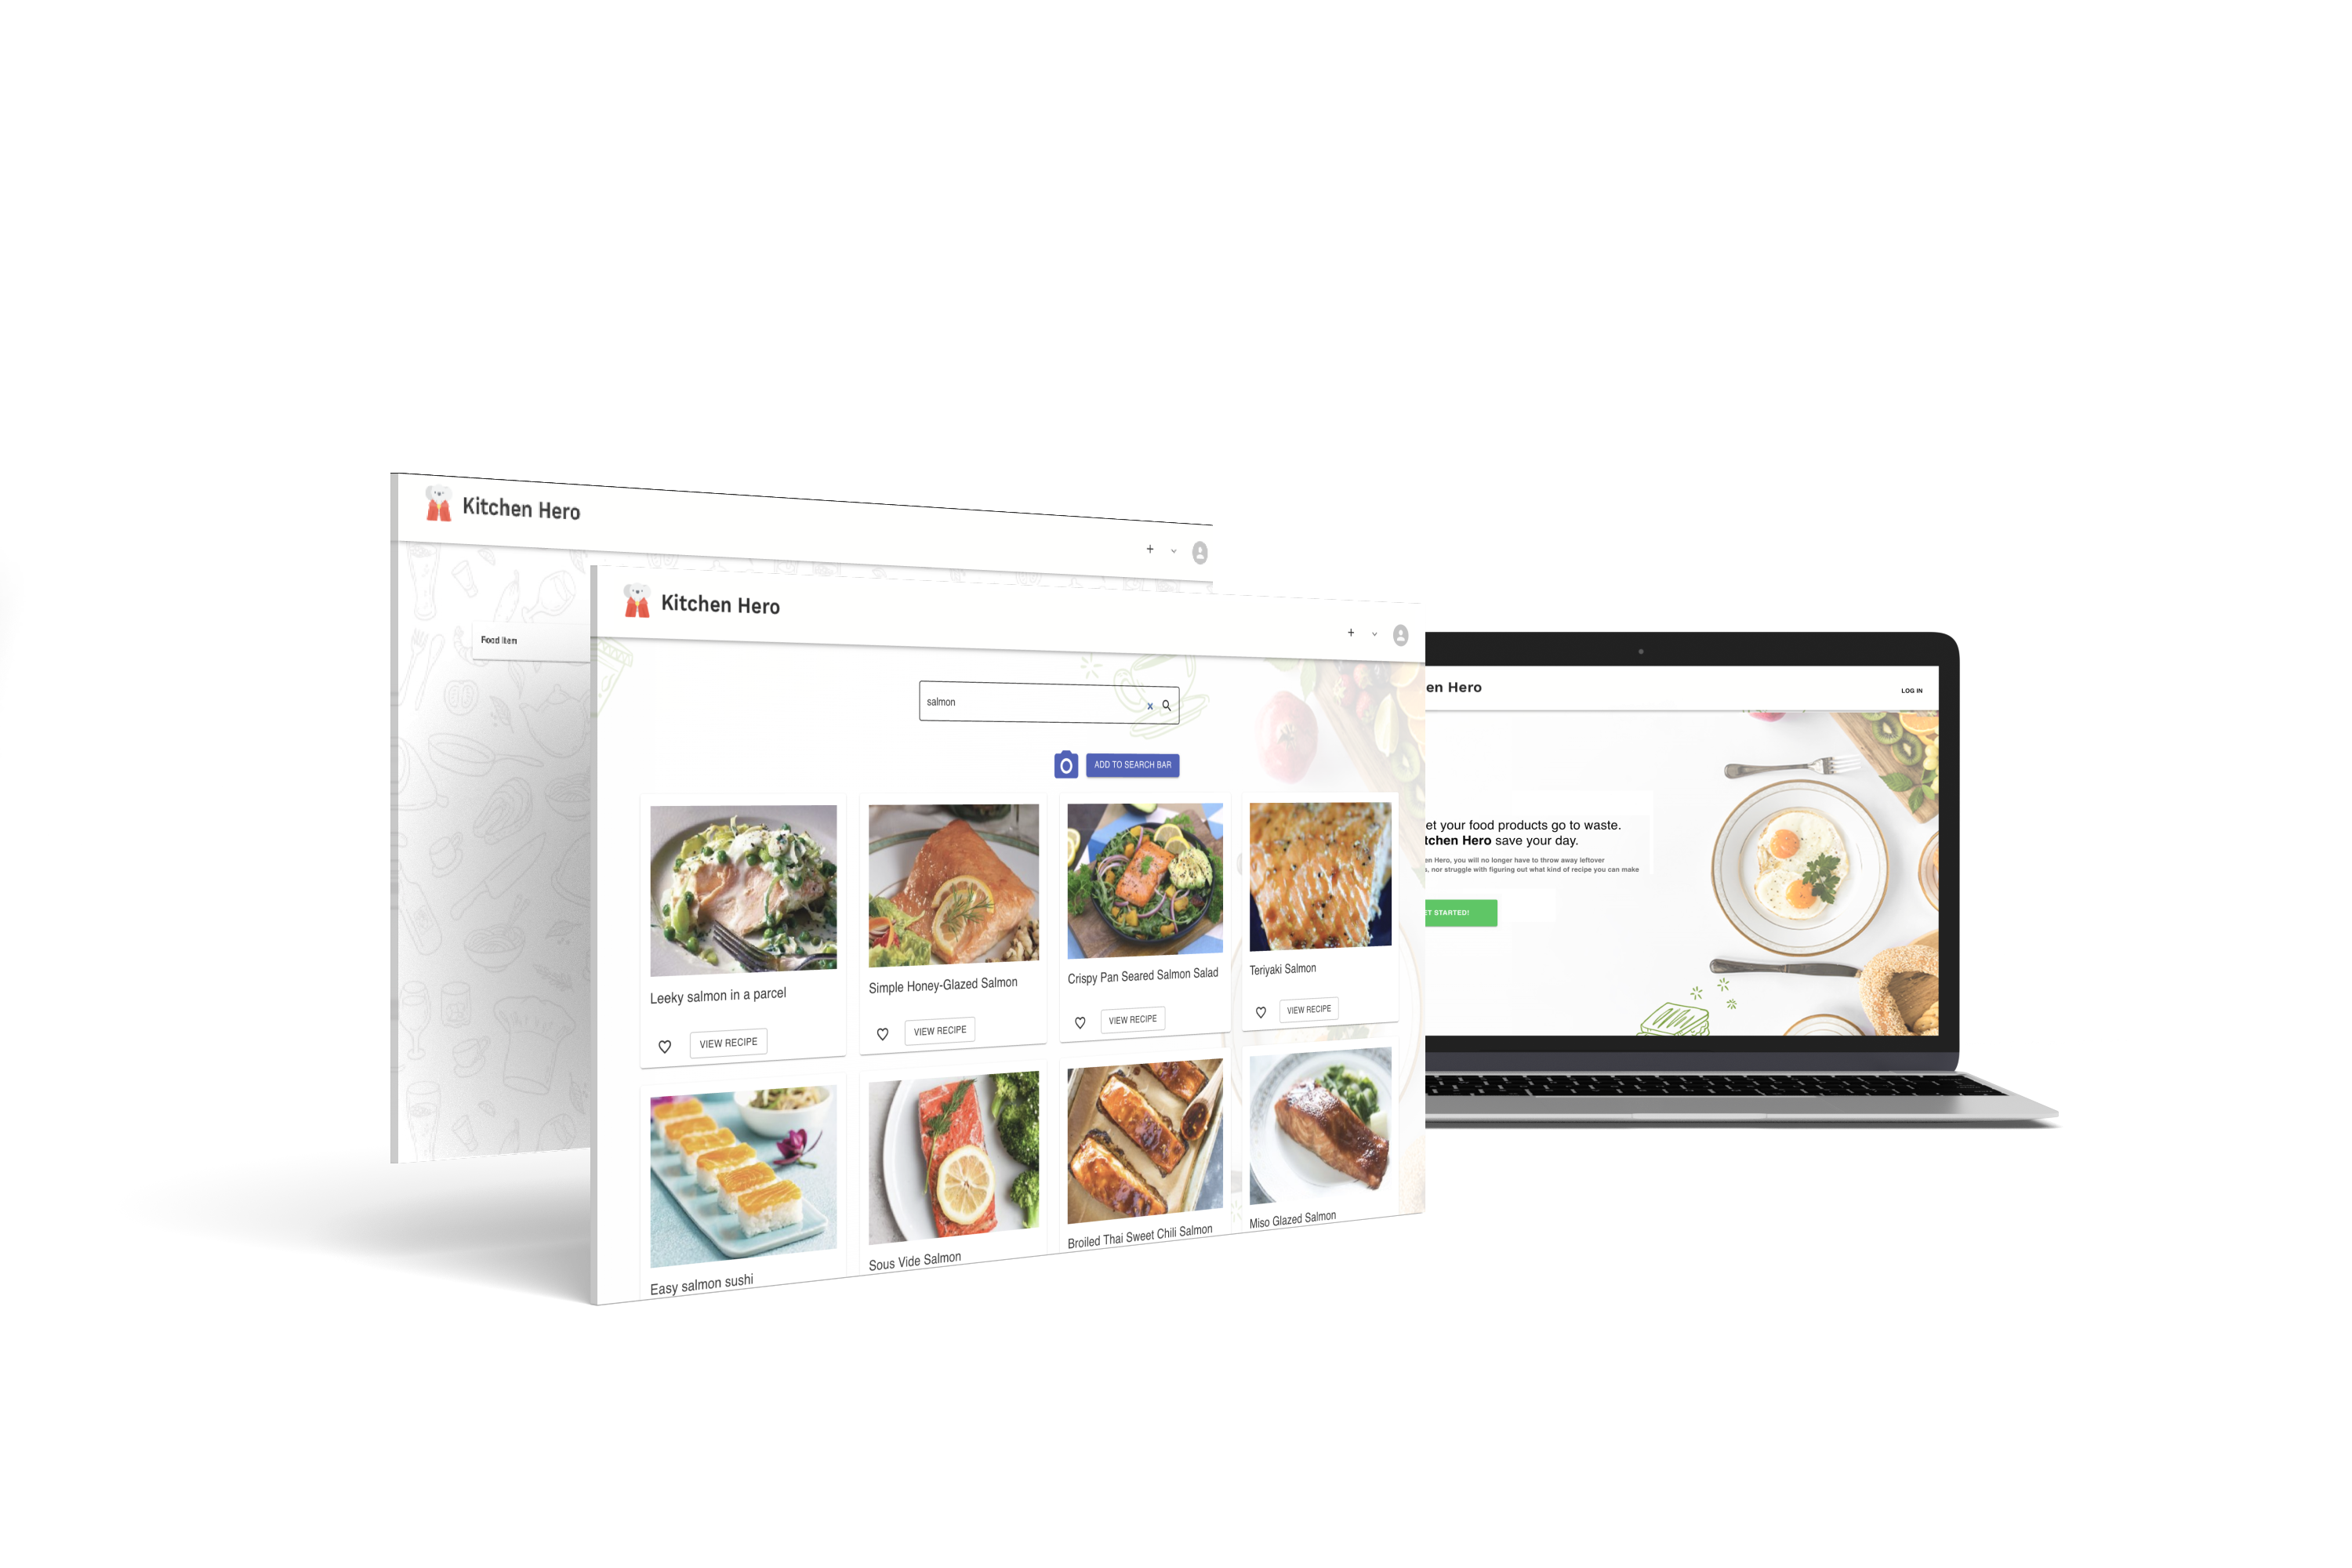 Kitchen Hero
+
Food Item
Kitchen Hero
+
salmon
x
ADD TO SEARCH BAR
Leeky salmon in a parcel
VIEW RECIPE
Simple Honey-Glazed Salmon
VIEW RECIPE
Crispy Pan Seared Salmon Salad
VIEW RECIPE
Teriyaki Salmon
VIEW RECIPE
Easy salmon sushi
Sous Vide Salmon
Broiled Thai Sweet Chili Salmon
Miso Glazed Salmon
en Hero
LOG IN
et your food products go to waste.
tchen Hero save your day.
en Hero, you will no longer have to throw away leftover
, nor struggle with figuring out what kind of recipe you can make
ET STARTED!